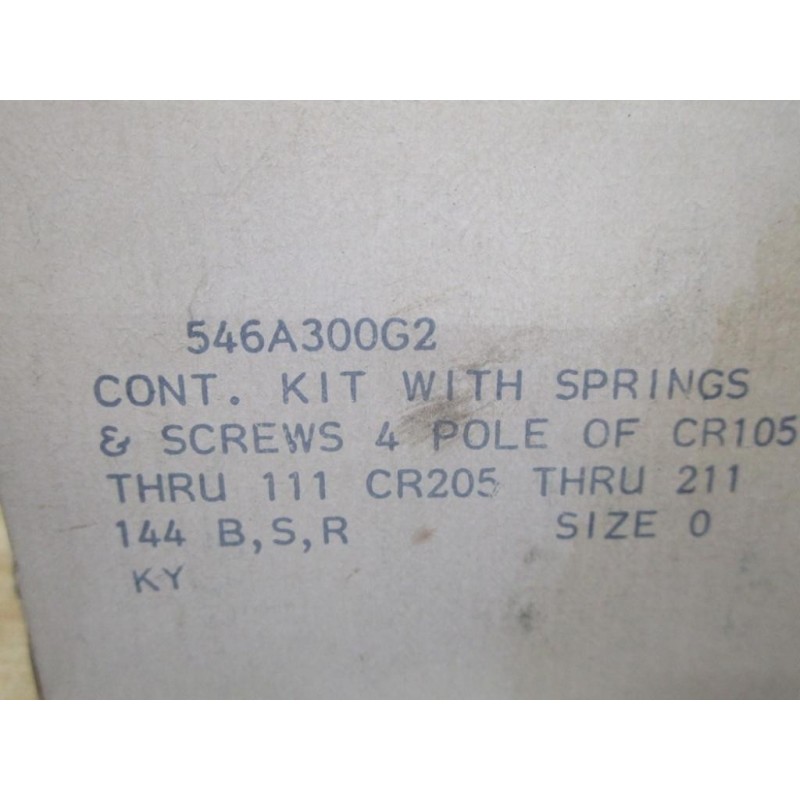 546A300G2
CONT. KIT WITH SPRINGS
& SCREWS 4 POLE OF CR105
THRU 111 CR205 THRU 211
144 B,S,R SIZE 0
KY